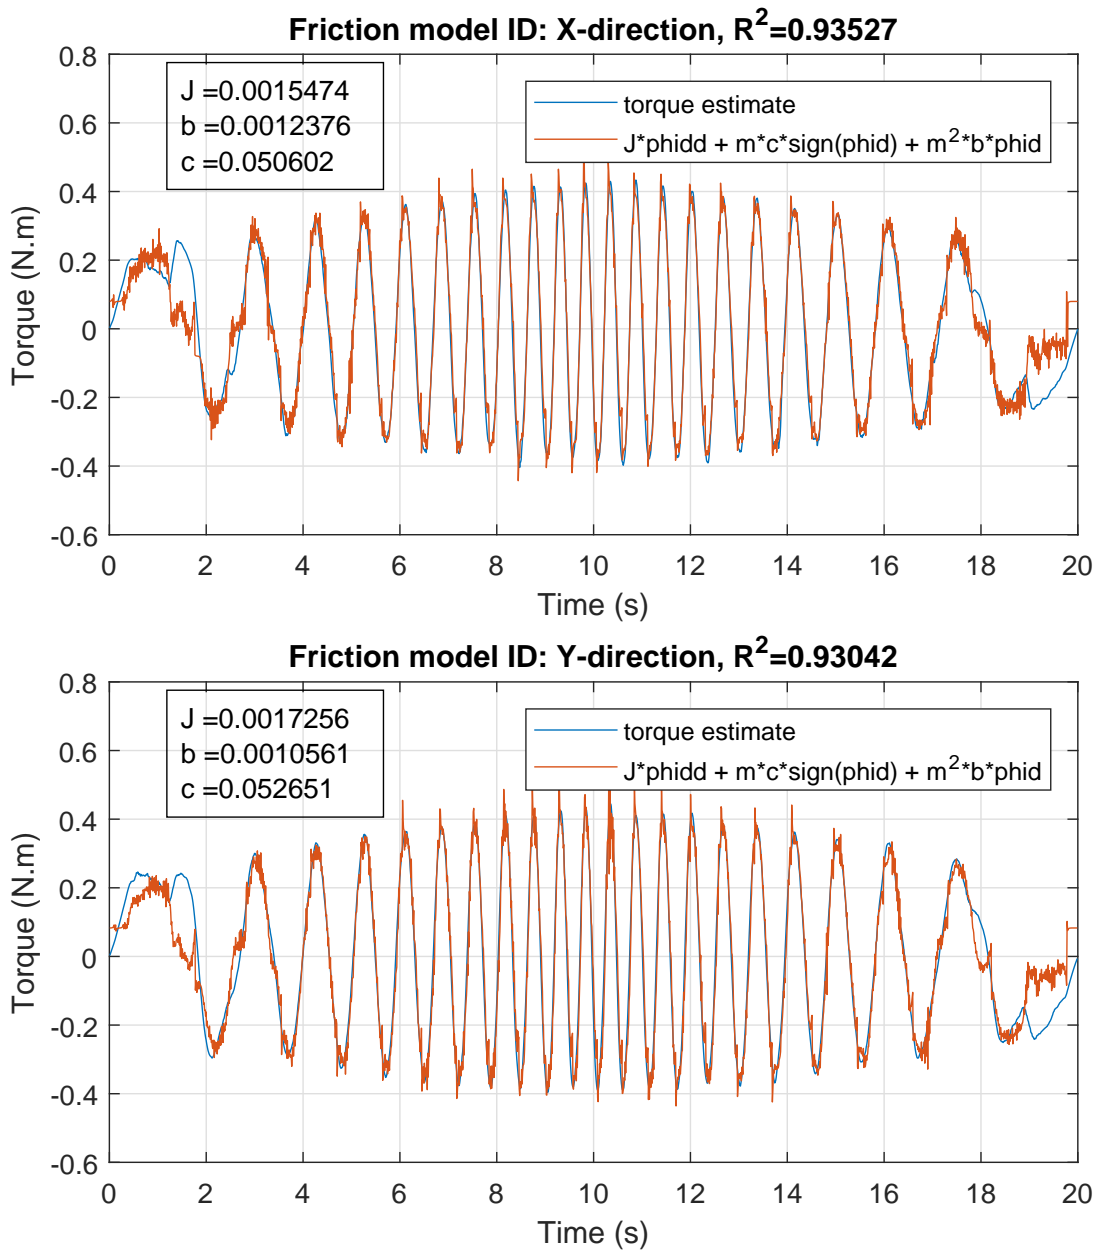 Friction model ID: X-direction, R²=0.93527
J =0.0015474
b =0.0012376
c =0.050602
torque estimate
J*phidd + m*c*sign(phid) + m²*b*phid
Torque (N.m)
0.8
0.6
0.4
0.2
0
-0.2
-0.4
-0.6
0 2 4 6 8 10 12 14 16 18 20
Time (s)
Friction model ID: Y-direction, R²=0.93042
J =0.0017256
b =0.0010561
c =0.052651
torque estimate
J*phidd + m*c*sign(phid) + m²*b*phid
Torque (N.m)
0.8
0.6
0.4
0.2
0
-0.2
-0.4
-0.6
0 2 4 6 8 10 12 14 16 18 20
Time (s)